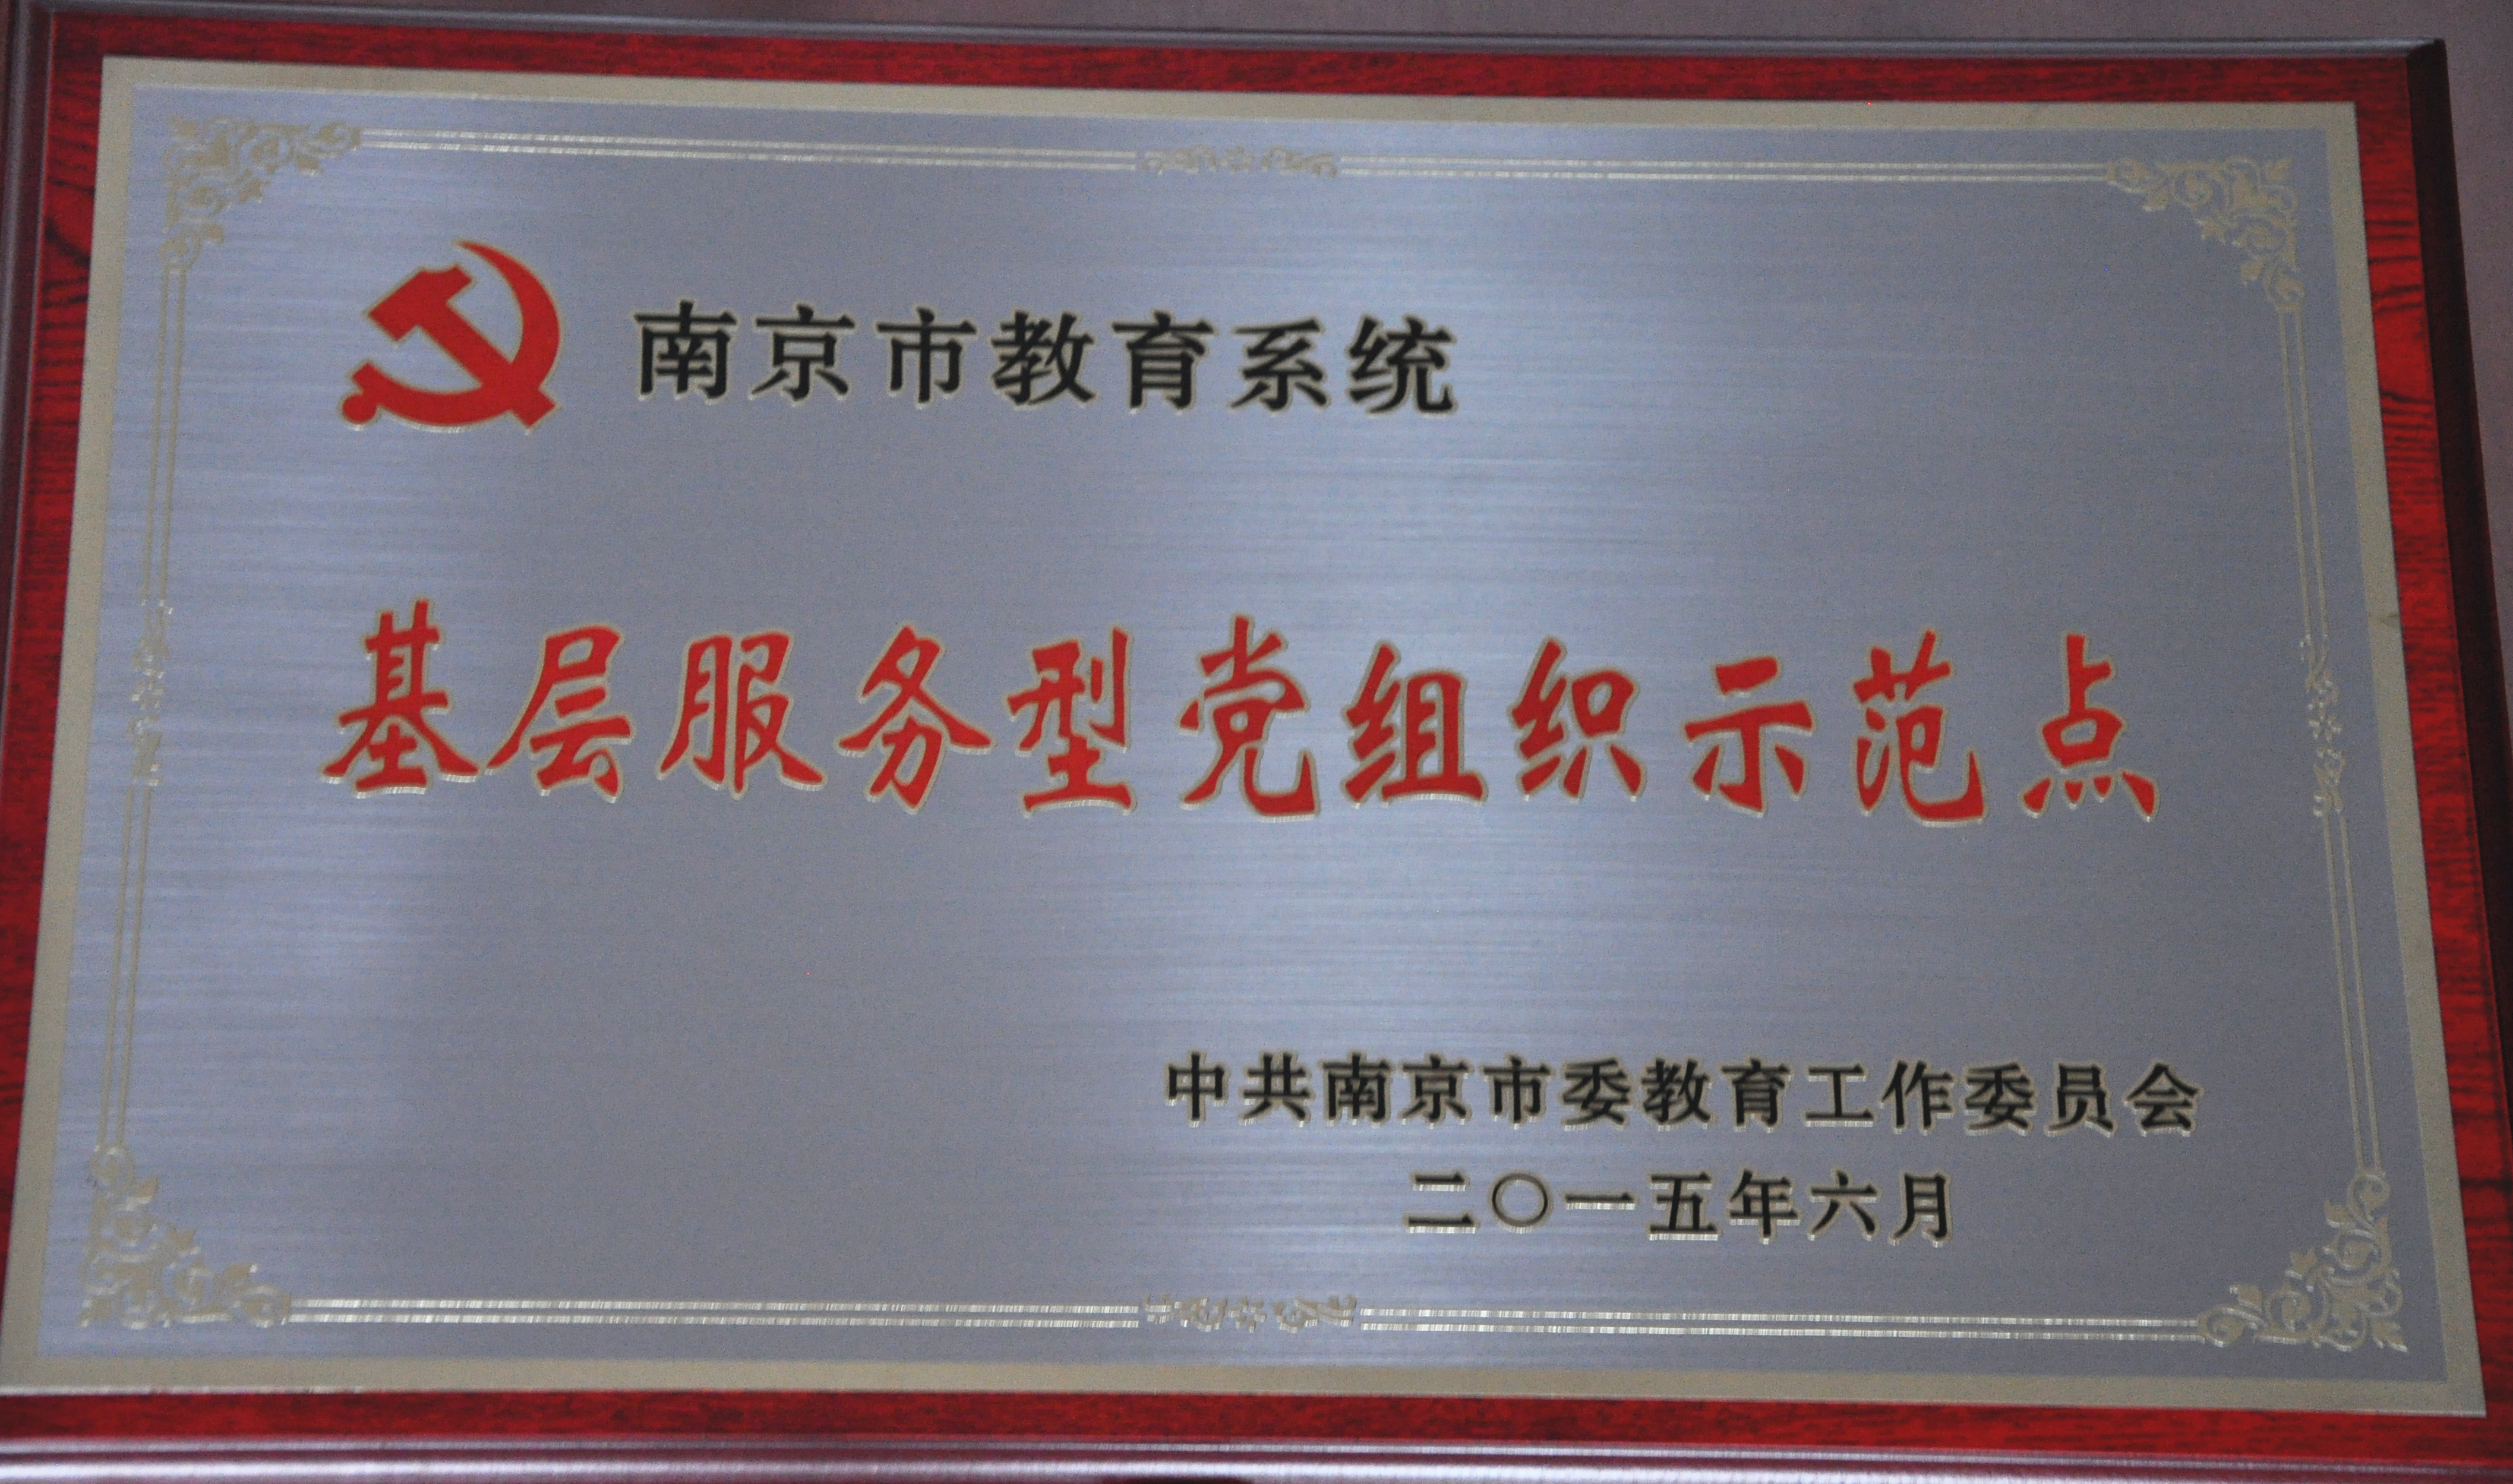 南京市教育系统
基层服务型党组织示范点
中共南京市委教育工作委员会
二〇一五年六月